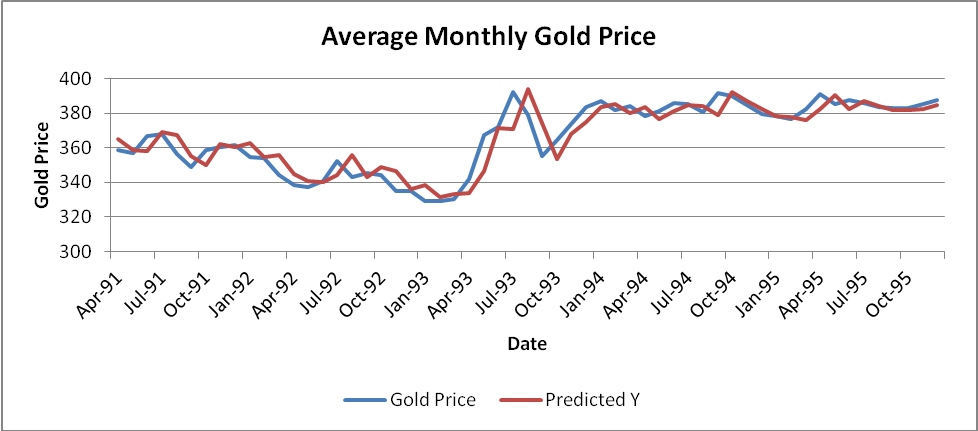 Average Monthly Gold Price
400
380
360
340
320
300
Gold Price
Apr-91
Jul-91
Oct-91
Jan-92
Apr-92
Jul-92
Oct-92
Jan-93
Apr-93
Jul-93
Oct-93
Jan-94
Apr-94
Jul-94
Oct-94
Jan-95
Apr-95
Jul-95
Oct-95
Date
Gold Price Predicted Y